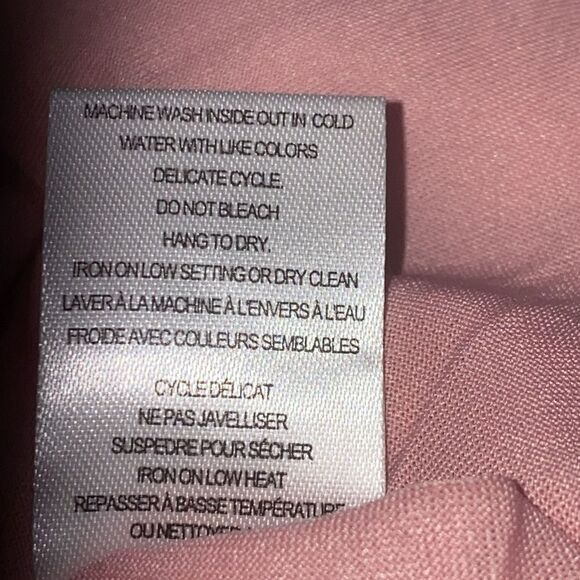 MACHINE WASH INSIDE OUT IN COLD
WATER WITH LIKE COLORS
DELICATE CYCLE.
DO NOT BLEACH
HANG TO DRY.
IRON ON LOW SETTING OR DRY CLEAN
LAVER À LA MACHINE À L'ENVERS À L'EAU
FROIDE AVEC COULEURS SEMBLABLES
CYCLE DÉLICAT
NE PAS JAVELLISER
SUSPEDRE POUR SÉCHER
IRON ON LOW HEAT
REPASSER À BASSE TEMPÉRATURE
OU